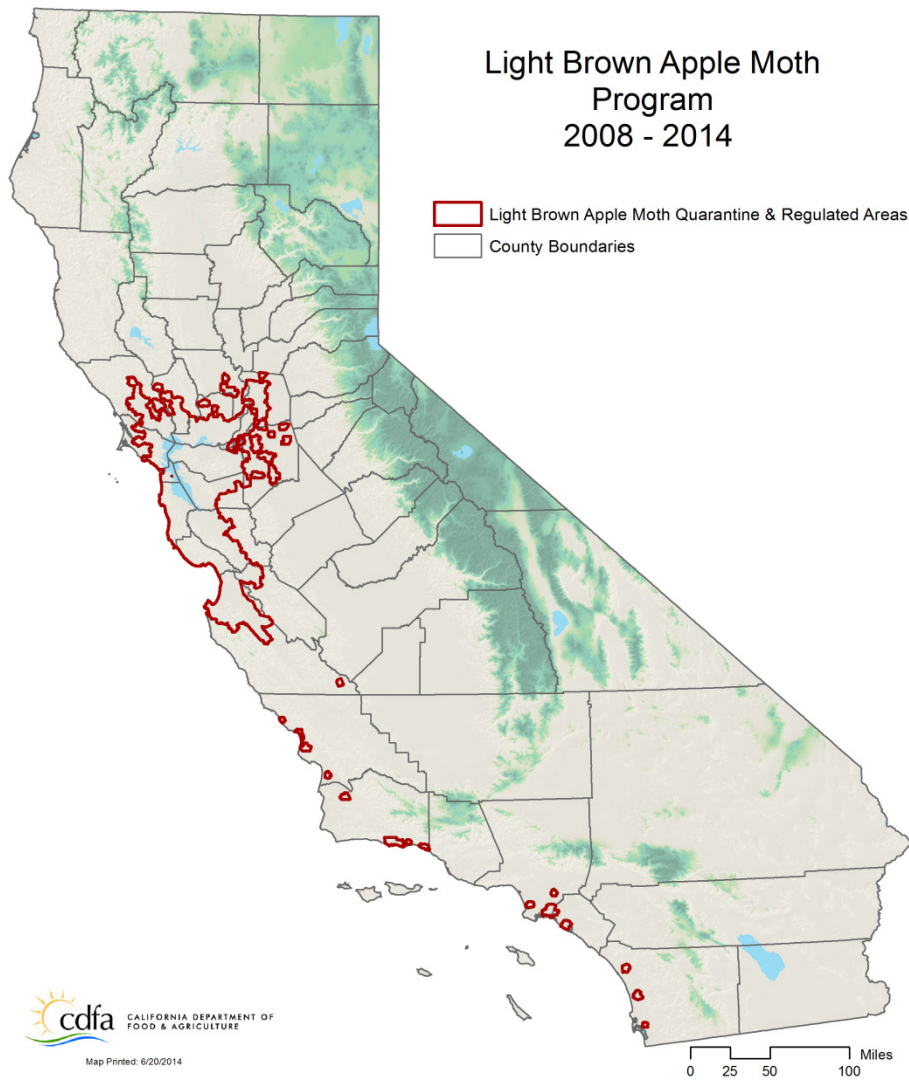 Light Brown Apple Moth
Program
2008 - 2014
Light Brown Apple Moth Quarantine & Regulated Areas
County Boundaries
cdfa
CALIFORNIA DEPARTMENT OF
FOOD & AGRICULTURE
Map Printed: 6/20/2014
Miles
0 25 50 100